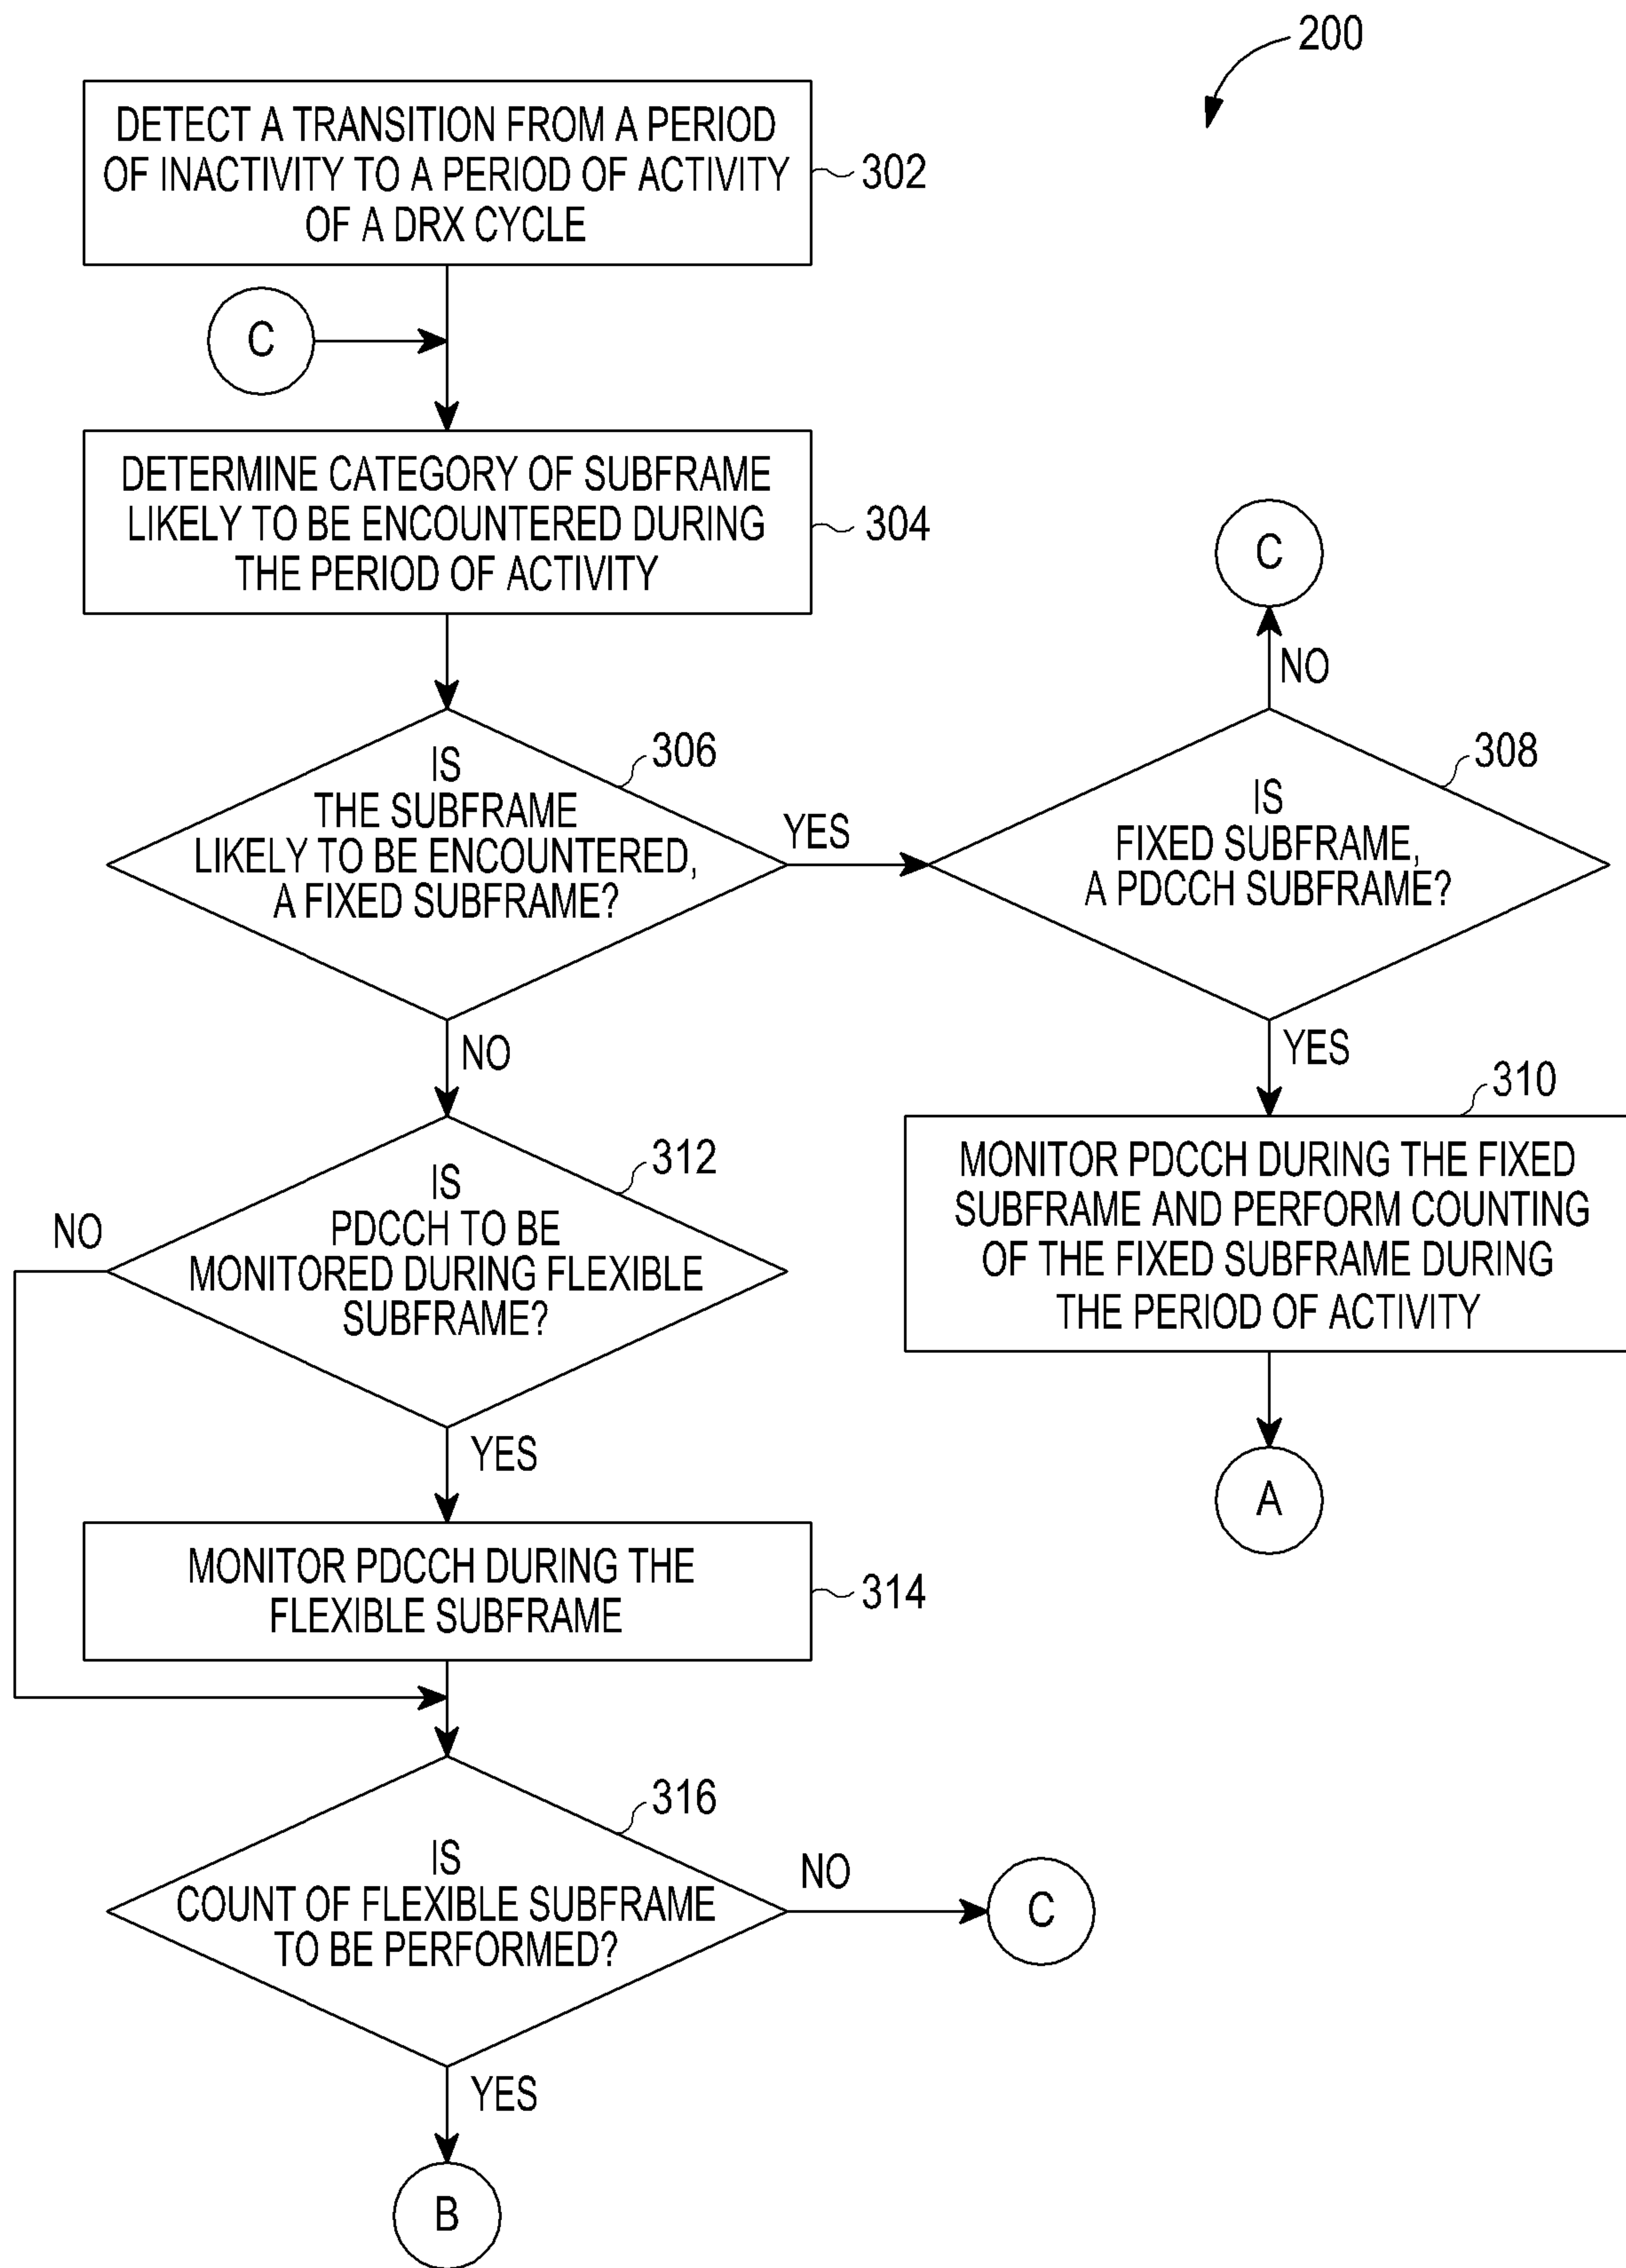 200
DETECT A TRANSITION FROM A PERIOD
OF INACTIVITY TO A PERIOD OF ACTIVITY
OF A DRX CYCLE
302
C
DETERMINE CATEGORY OF SUBFRAME
LIKELY TO BE ENCOUNTERED DURING
THE PERIOD OF ACTIVITY
304
C
NO
IS
THE SUBFRAME
LIKELY TO BE ENCOUNTERED,
A FIXED SUBFRAME?
306
YES
IS
FIXED SUBFRAME,
A PDCCH SUBFRAME?
308
NO
YES
310
MONITOR PDCCH DURING THE FIXED
SUBFRAME AND PERFORM COUNTING
OF THE FIXED SUBFRAME DURING
THE PERIOD OF ACTIVITY
A
IS
PDCCH TO BE
MONITORED DURING FLEXIBLE
SUBFRAME?
312
NO
YES
MONITOR PDCCH DURING THE
FLEXIBLE SUBFRAME
314
IS
COUNT OF FLEXIBLE SUBFRAME
TO BE PERFORMED?
316
NO
C
YES
B